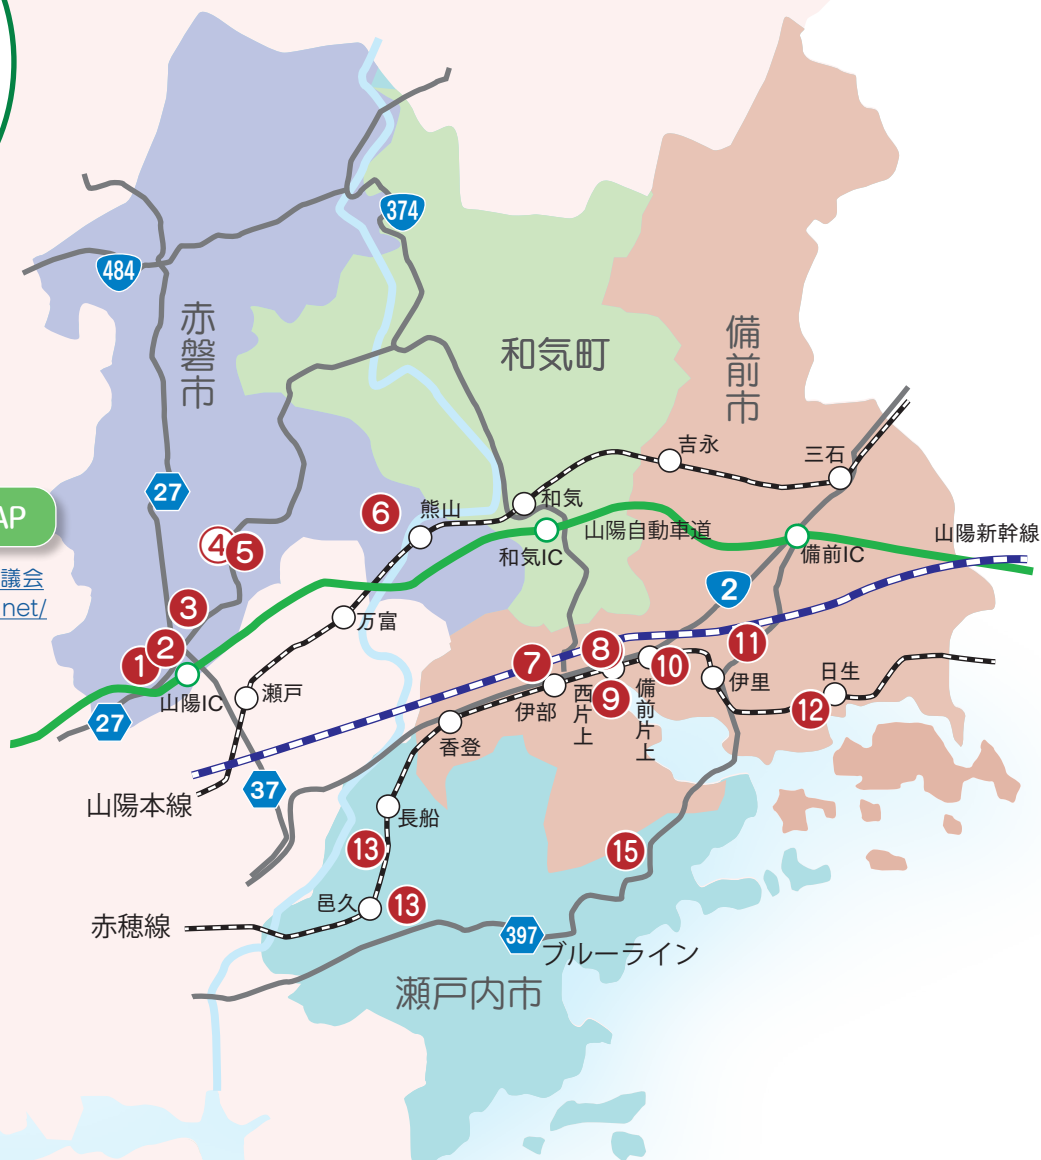 374
484
赤磐市
和気町
備前市
吉永
三石
27
AP
和気
6
熊山
4
5
山陽自動車道
山陽新幹線
和気IC
備前IC
議会
net/
2
3
万富
1
2
7
8
11
10
山陽IC
瀬戸
伊部
西片上
9
備前片上
伊里
日生
12
27
香登
37
山陽本線
長船
13
15
邑久
13
赤穂線
397
ブルーライン
瀬戸内市